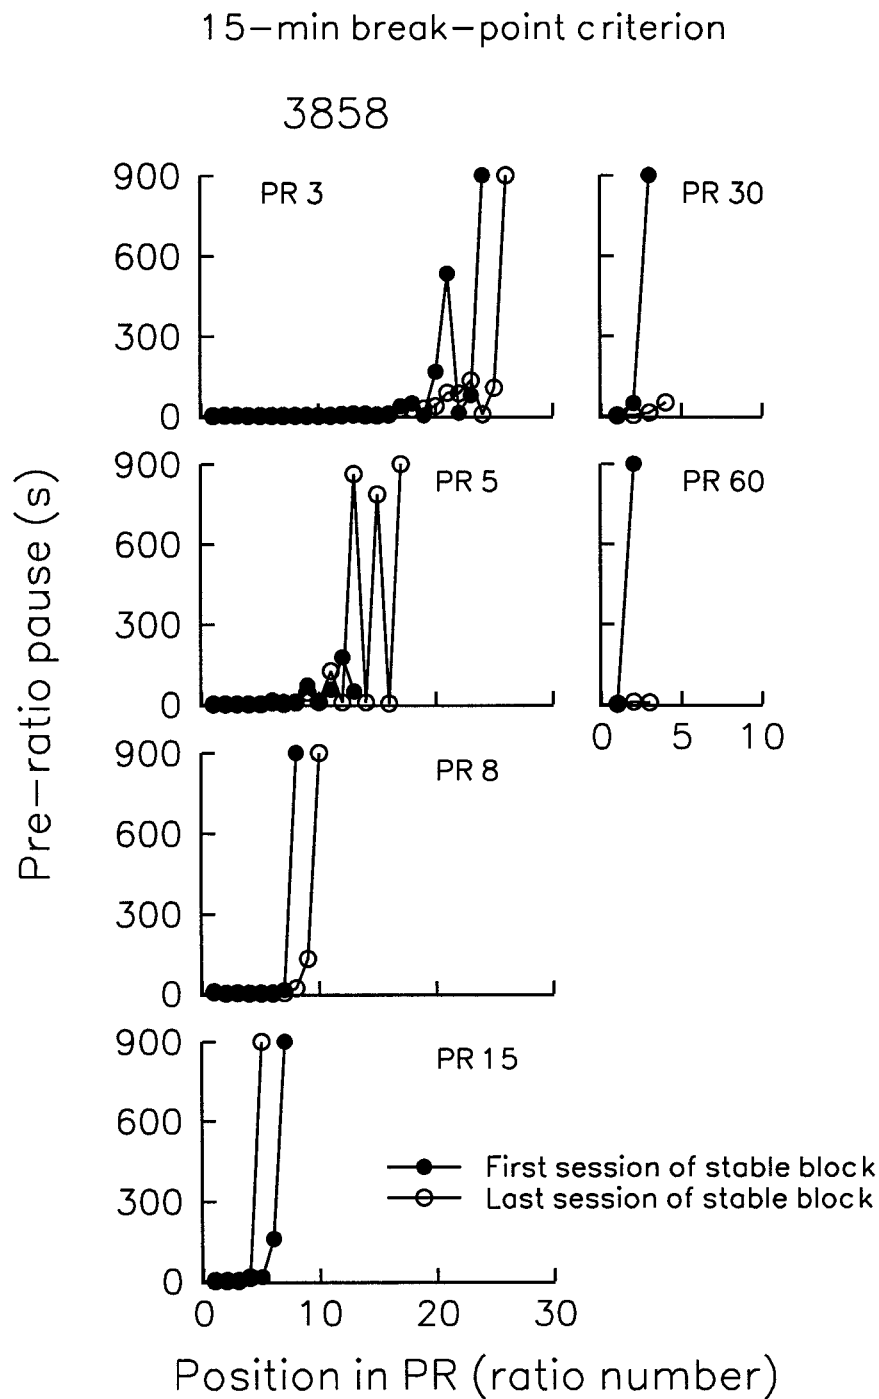 15-min break-point criterion
3858
PR 3
900
600
300
0
PR 30
PR 5
900
600
300
0
PR 60
0 5 10
PR 8
900
600
300
0
PR 15
900
600
300
0
First session of stable block
Last session of stable block
0 10 20 30
Pre-ratio pause (s)
Position in PR (ratio number)